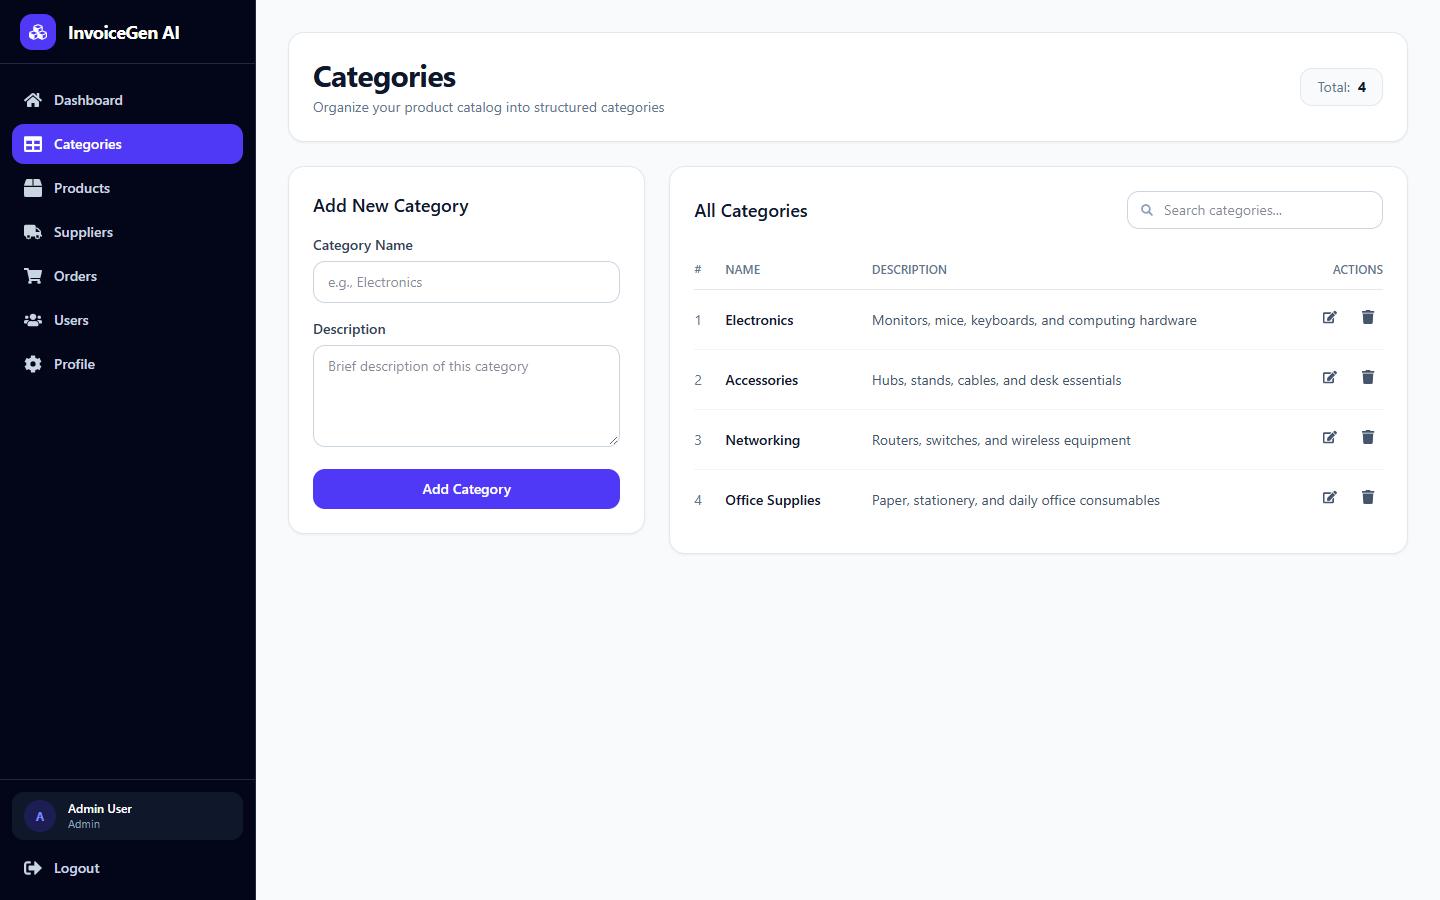 InvoiceGen AI
Dashboard
Categories
Products
Suppliers
Orders
Users
Profile
A
Admin User
Admin
Logout
Categories
Organize your product catalog into structured categories
Total: 4
Add New Category
Category Name
e.g., Electronics
Description
Brief description of this category
Add Category
All Categories
Search categories...
# NAME DESCRIPTION ACTIONS
1 Electronics Monitors, mice, keyboards, and computing hardware
2 Accessories Hubs, stands, cables, and desk essentials
3 Networking Routers, switches, and wireless equipment
4 Office Supplies Paper, stationery, and daily office consumables